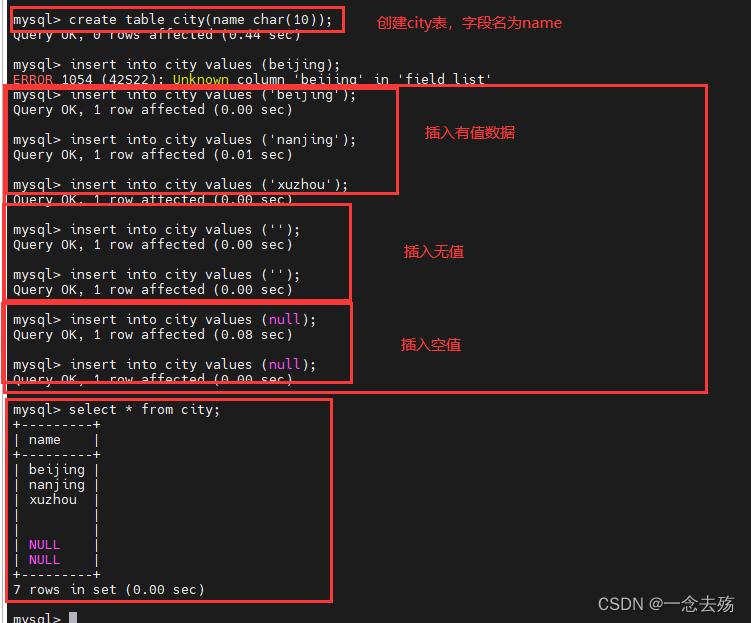 mysql> create table city(name char(10));
创建city表，字段名为name
Query OK, 0 rows affected (0.44 sec)
mysql> insert into city values (beijing);
ERROR 1054 (42S22): Unknown column 'beijing' in 'field list'
mysql> insert into city values ('beijing');
Query OK, 1 row affected (0.00 sec)
插入有值数据
mysql> insert into city values ('nanjing');
Query OK, 1 row affected (0.01 sec)
mysql> insert into city values ('xuzhou');
Query OK, 1 row affected (0.00 sec)
mysql> insert into city values ('');
Query OK, 1 row affected (0.00 sec)
插入无值
mysql> insert into city values ('');
Query OK, 1 row affected (0.00 sec)
mysql> insert into city values (null);
Query OK, 1 row affected (0.08 sec)
插入空值
mysql> insert into city values (null);
Query OK, 1 row affected (0.00 sec)
mysql> select * from city;
+---------+
| name    |
+---------+
| beijing |
| nanjing |
| xuzhou  |
|         |
|         |
| NULL    |
| NULL    |
+---------+
7 rows in set (0.00 sec)
CSDN @一念去殇
mysql>